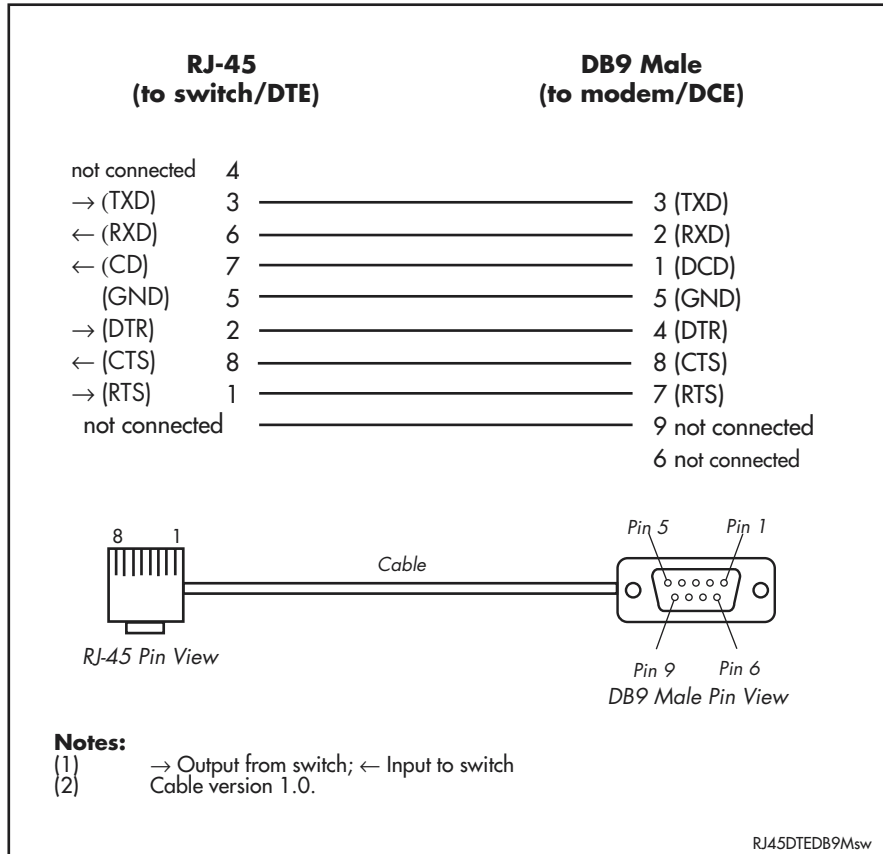 RJ-45 DB9 Male
(to switch/DTE) (to modem/DCE)
not connected 4
→ (TXD) 3 3 (TXD)
← (RXD) 6 2 (RXD)
← (CD) 7 1 (DCD)
(GND) 5 5 (GND)
→ (DTR) 2 4 (DTR)
← (CTS) 8 8 (CTS)
→ (RTS) 1 7 (RTS)
not connected 9 not connected
6 not connected
8 1 Pin 5 Pin 1
Cable
RJ-45 Pin View
Pin 9 Pin 6
DB9 Male Pin View
Notes:
(1) → Output from switch; ← Input to switch
(2) Cable version 1.0.
RJ45DTEDB9Msw